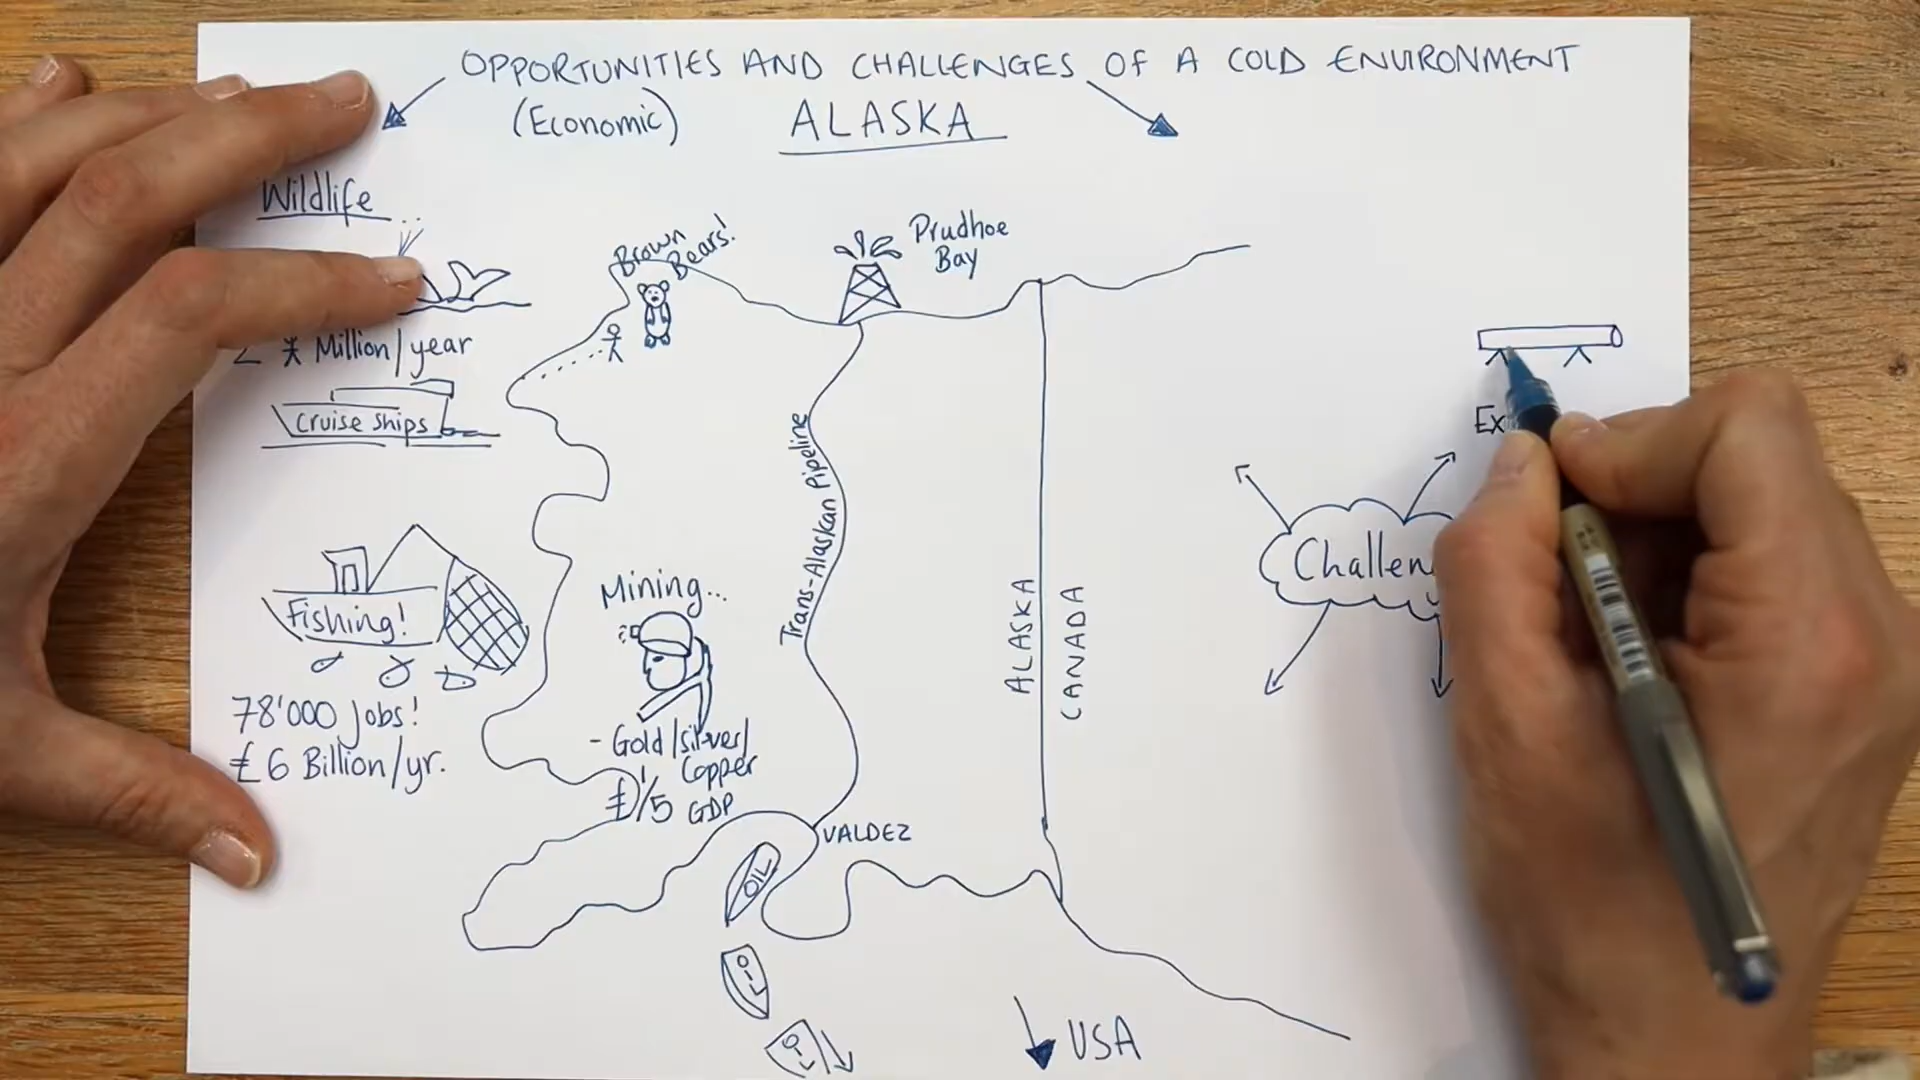 OPPORTUNITIES AND CHALLENGES OF A COLD ENVIRONMENT
(Economic)
ALASKA
Wildlife
Million/year
Cruise Ships
Fishing!
78'000 Jobs!
£6 Billion/yr.
Brown
Bears!
Prudhoe
Bay
Trans-Alaskan Pipeline
Mining...
- Gold/silver/
Copper
£1/5 GDP
VALDEZ
OIL
OIL
OIL
ALASKA
CANADA
USA